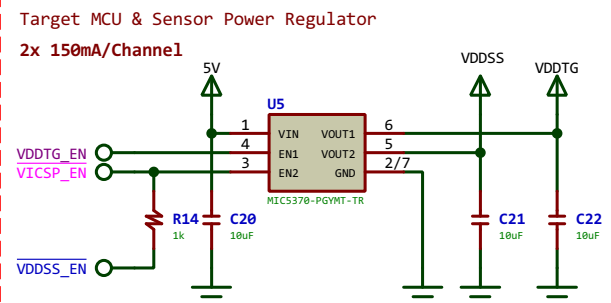 Target MCU & Sensor Power Regulator
2x 150mA/Channel
5V
VDDSS
VDDTG
U5
1
VIN
VOUT1
6
VDDTG_EN
4
EN1
VOUT2
5
VICSP_EN
3
EN2
GND
2/7
MIC5370-PGYMT-TR
R14
1k
C20
10uF
C21
10uF
C22
10uF
VDDSS_EN